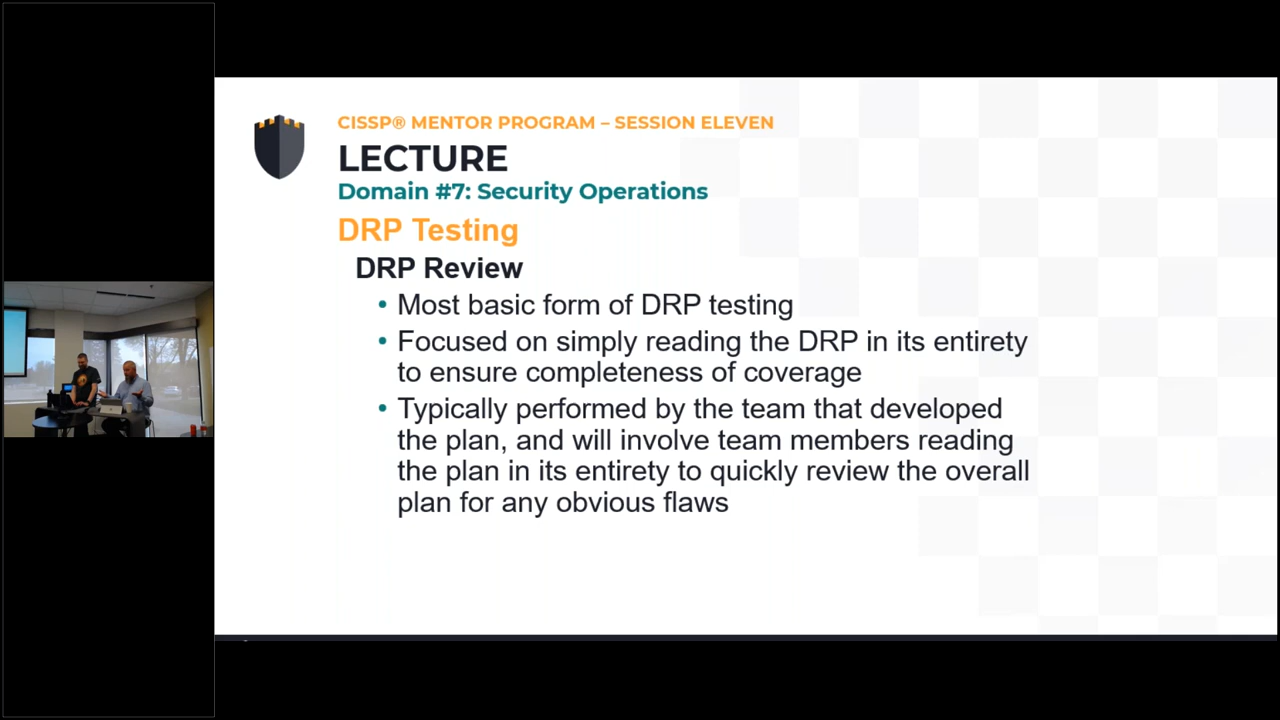 CISSP® MENTOR PROGRAM – SESSION ELEVEN
LECTURE
Domain #7: Security Operations
DRP Testing
DRP Review
• Most basic form of DRP testing
• Focused on simply reading the DRP in its entirety
to ensure completeness of coverage
• Typically performed by the team that developed
the plan, and will involve team members reading
the plan in its entirety to quickly review the overall
plan for any obvious flaws